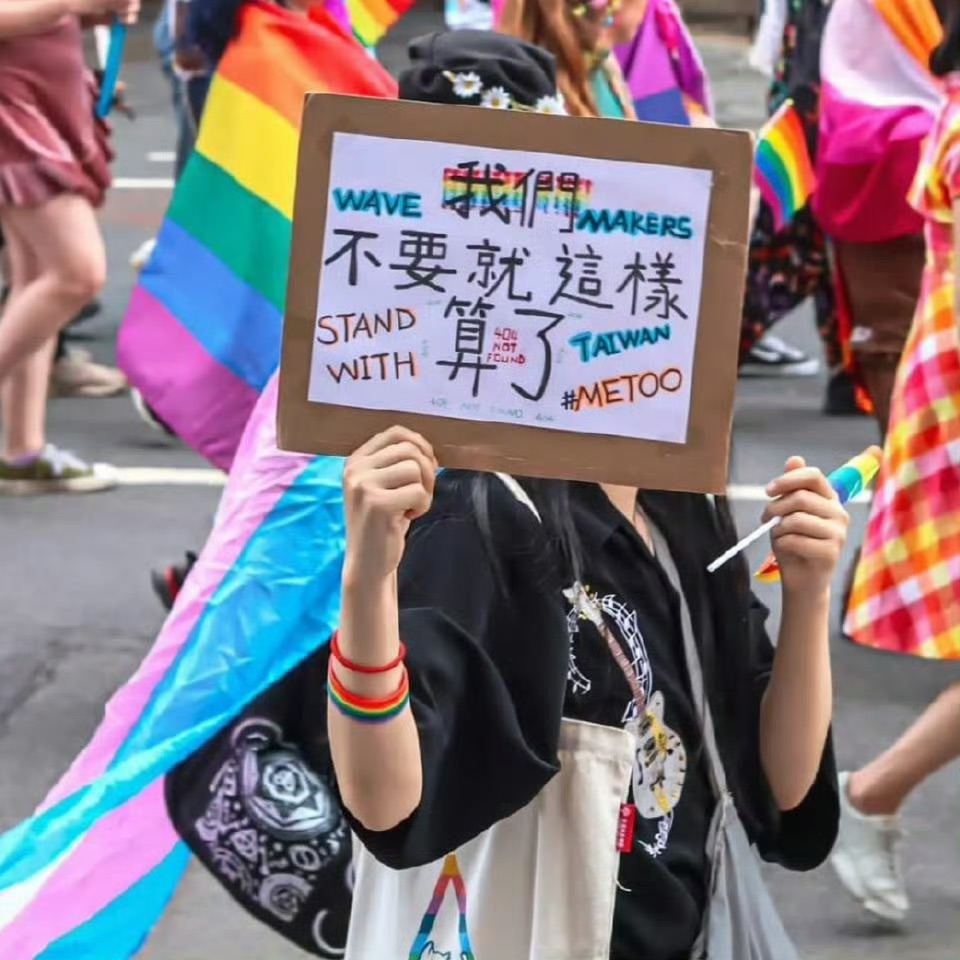 我們
WAVE MAKERS
不要就這樣
STAND WITH 算了 TAIWAN #METOO
404 NOT FOUND